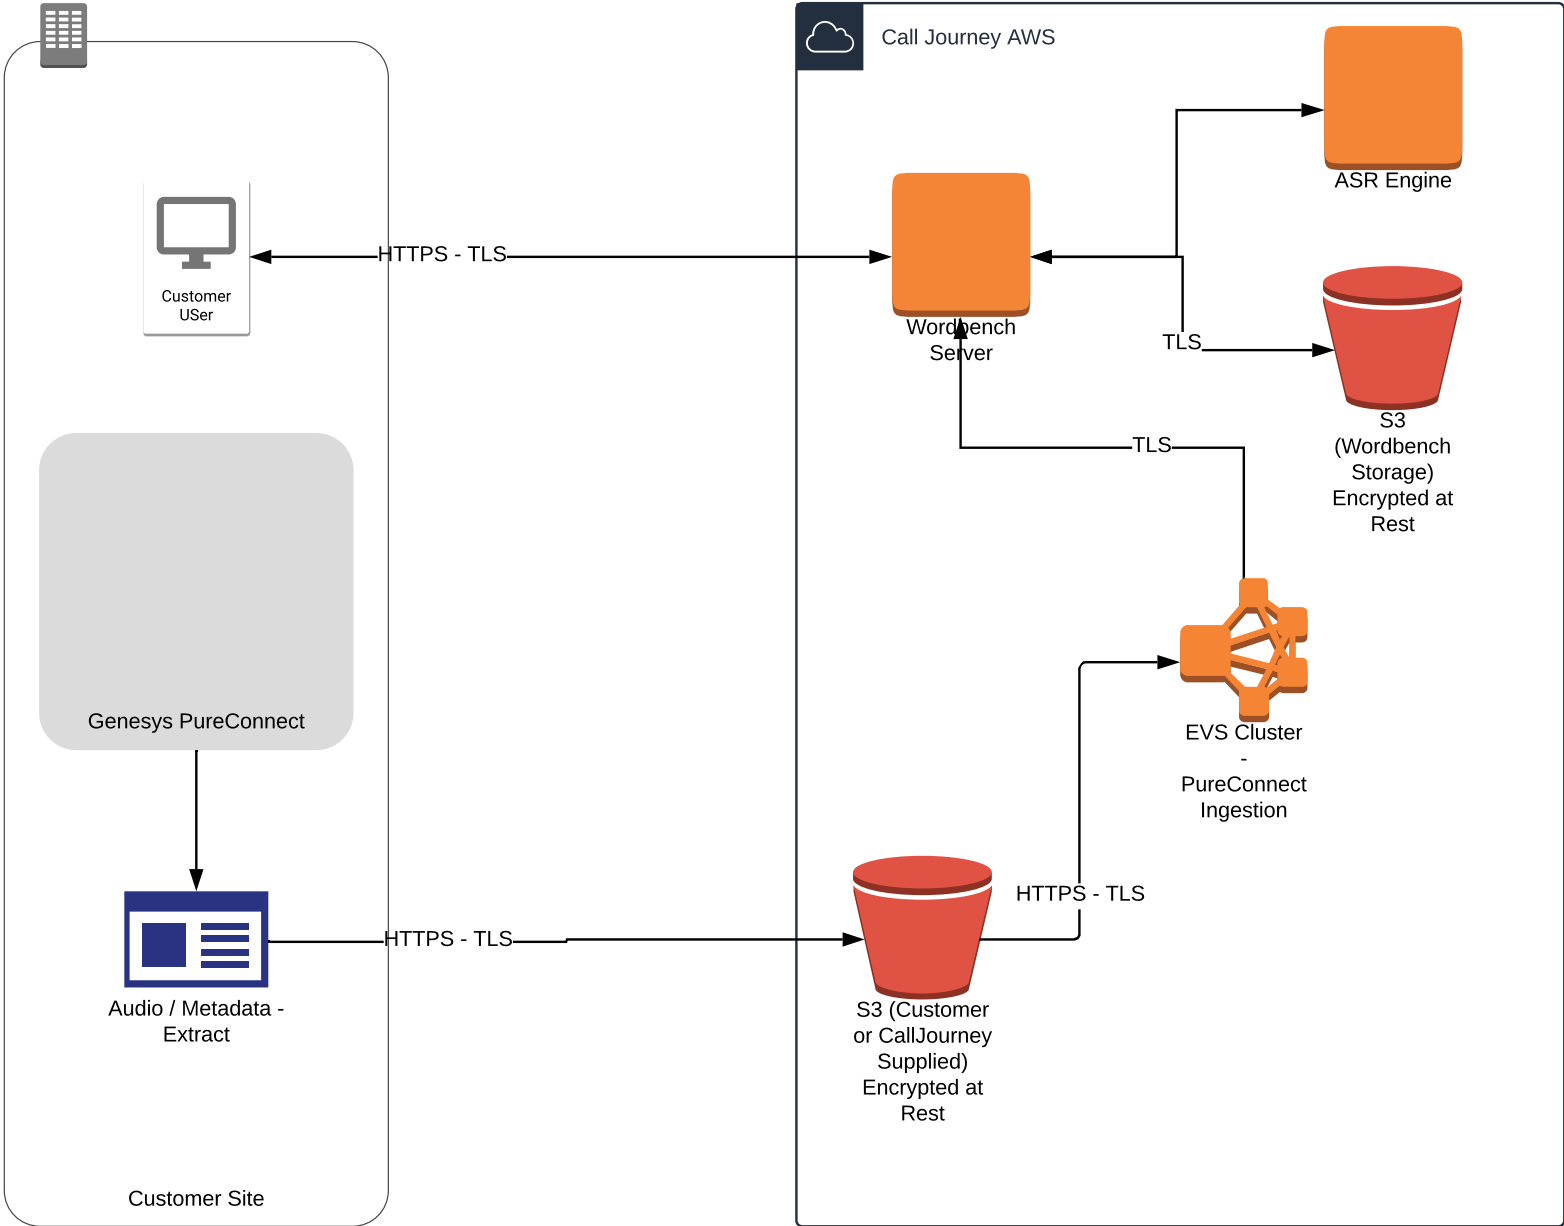 Call Journey AWS
ASR Engine
Customer
USer
HTTPS - TLS
Wordbench
Server
TLS
S3
(Wordbench
Storage)
Encrypted at
Rest
TLS
Genesys PureConnect
EVS Cluster
-
PureConnect
Ingestion
HTTPS - TLS
HTTPS - TLS
Audio / Metadata -
Extract
S3 (Customer
or CallJourney
Supplied)
Encrypted at
Rest
Customer Site